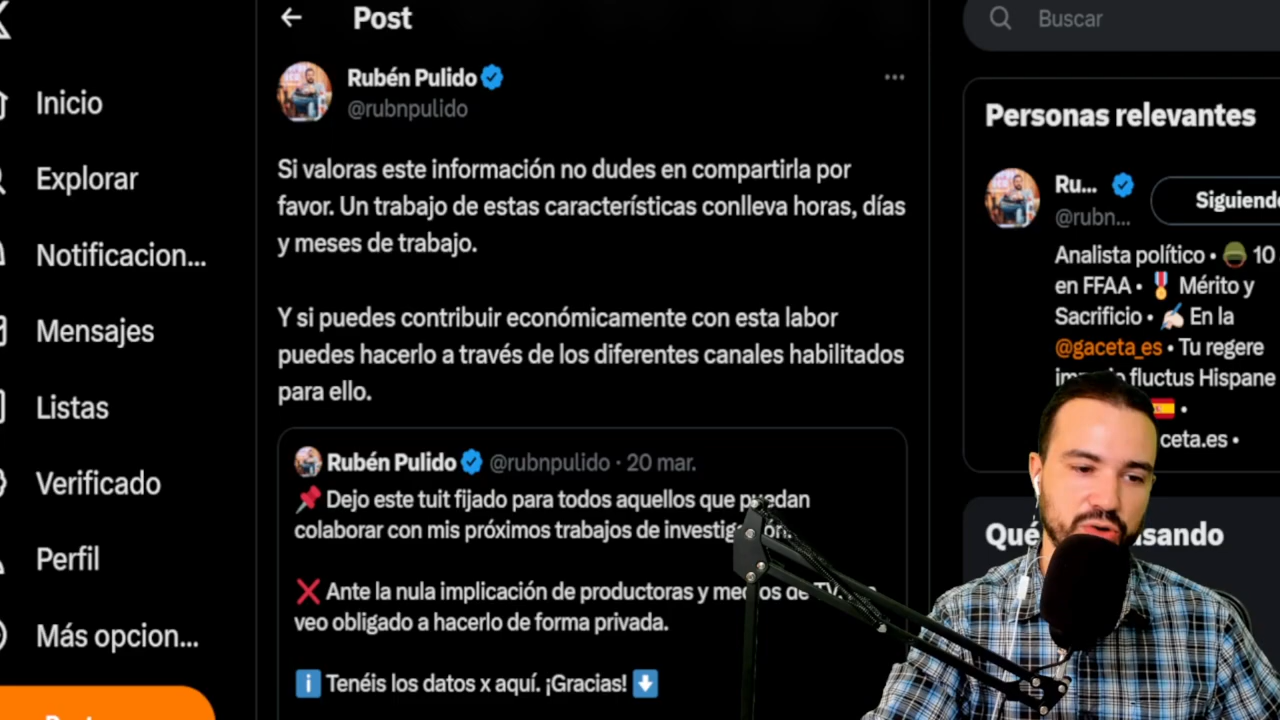 Post
Buscar
Inicio
Explorar
Notificacion...
Mensajes
Listas
Verificado
Perfil
Más opcion...
Rubén Pulido
@rubnpulido
Si valoras este información no dudes en compartirla por
favor. Un trabajo de estas características conlleva horas, días
y meses de trabajo.
Y si puedes contribuir económicamente con esta labor
puedes hacerlo a través de los diferentes canales habilitados
para ello.
Rubén Pulido @rubnpulido · 20 mar.
📌 Dejo este tuit fijado para todos aquellos que puedan
colaborar con mis próximos trabajos de investigación.
❌ Ante la nula implicación de productoras y medios de TV,
veo obligado a hacerlo de forma privada.
ℹ️ Tenéis los datos x aquí. ¡Gracias! ⬇️
Personas relevantes
Ru...
@rubn...
Siguiendo
Analista político • 🪖 10
en FFAA • 🎖️ Mérito y
Sacrificio • ✍🏻 En la
@gaceta_es • Tu regere
fluctus Hispane
🇪🇸 •
ceta.es •
Qué sando